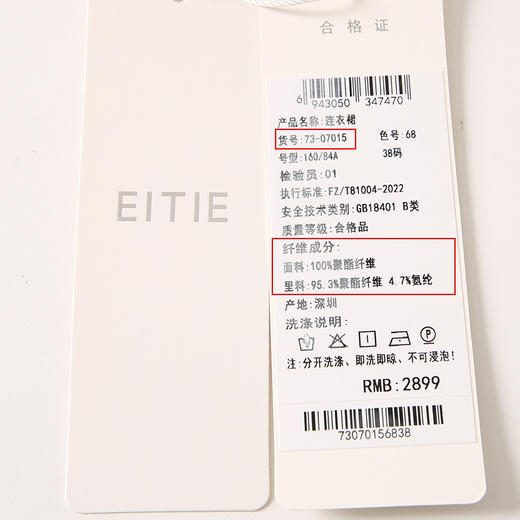 EITIE
合格证
6 943050 347470
产品名称:连衣裙
货号:73-07015 色号:68
号型:160/84A 38码
检验员:01
执行标准:FZ/T81004-2022
安全技术类别:GB18401 B类
质量等级:合格品
纤维成分:
面料:100%聚酯纤维
里料:95.3%聚酯纤维 4.7%氨纶
产地:深圳
洗涤说明:
注:分开洗涤、即洗即晾、不可浸泡!
RMB:2899
73070156838